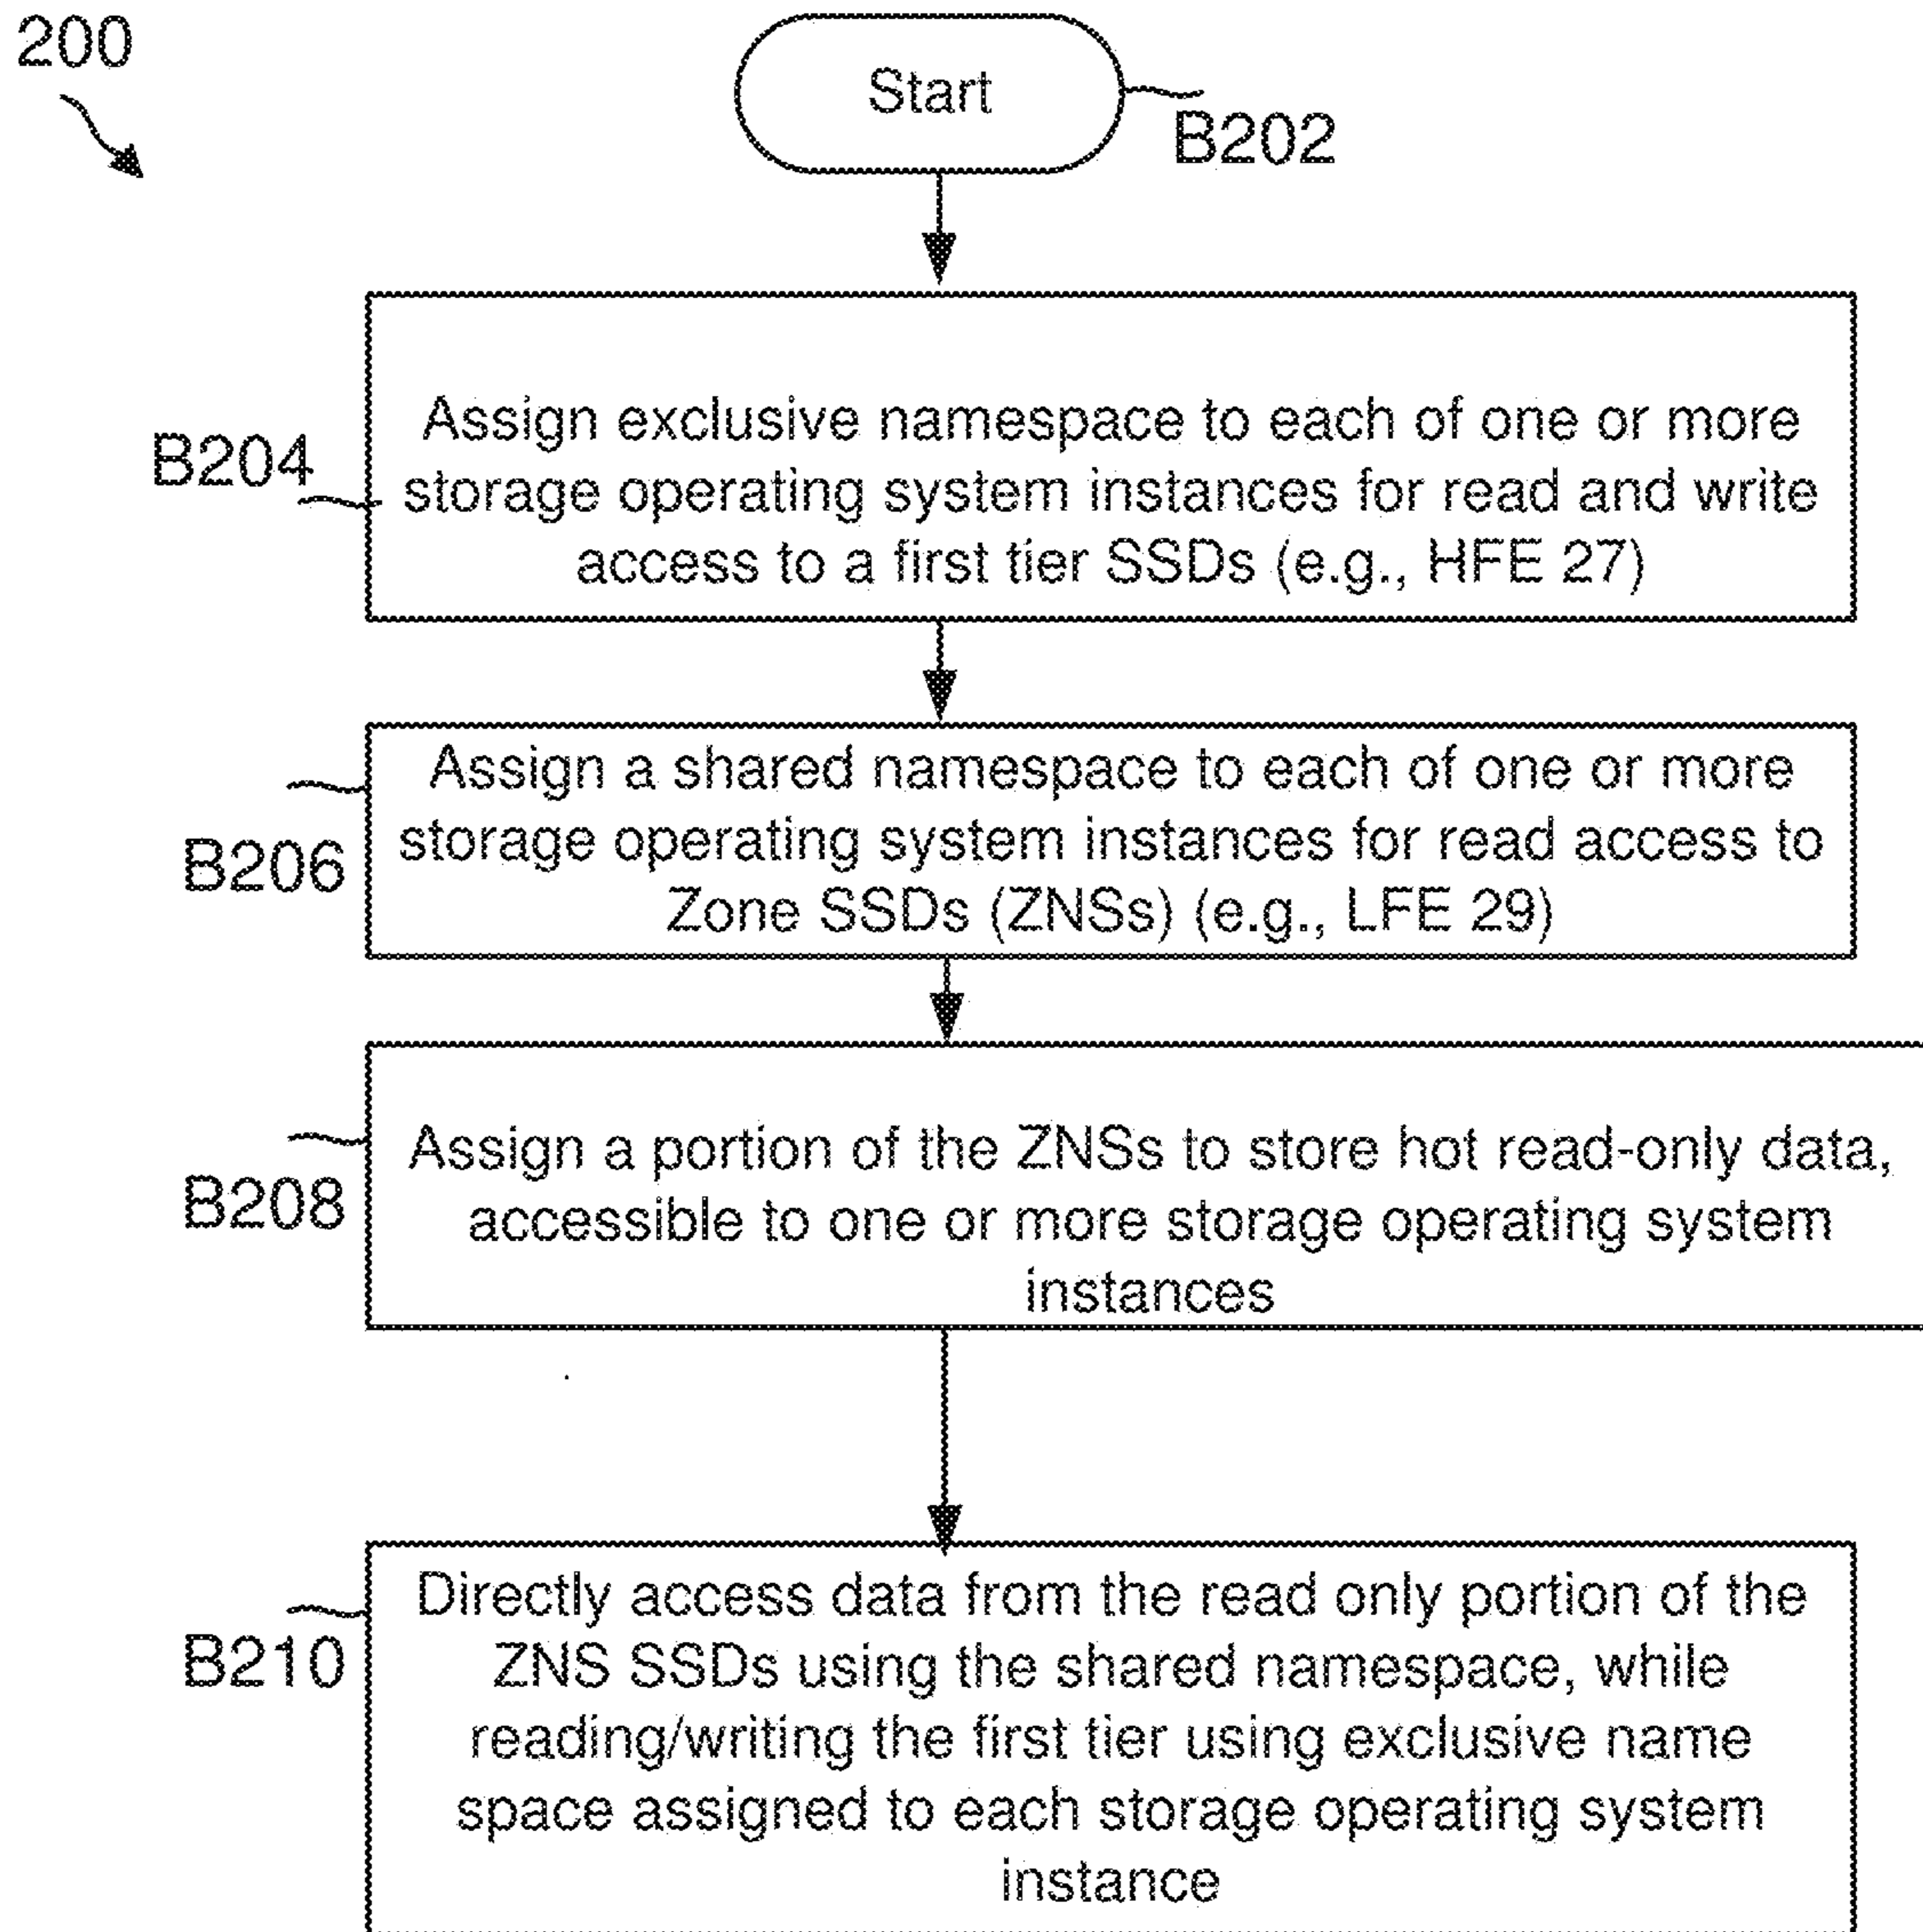 200
Start
B202
Assign exclusive namespace to each of one or more
storage operating system instances for read and write
access to a first tier SSDs (e.g., HFE 27)
B204
Assign a shared namespace to each of one or more
storage operating system instances for read access to
Zone SSDs (ZNSs) (e.g., LFE 29)
B206
Assign a portion of the ZNSs to store hot read-only data,
accessible to one or more storage operating system
instances
B208
Directly access data from the read only portion of the
ZNS SSDs using the shared namespace, while
reading/writing the first tier using exclusive name
space assigned to each storage operating system
instance
B210